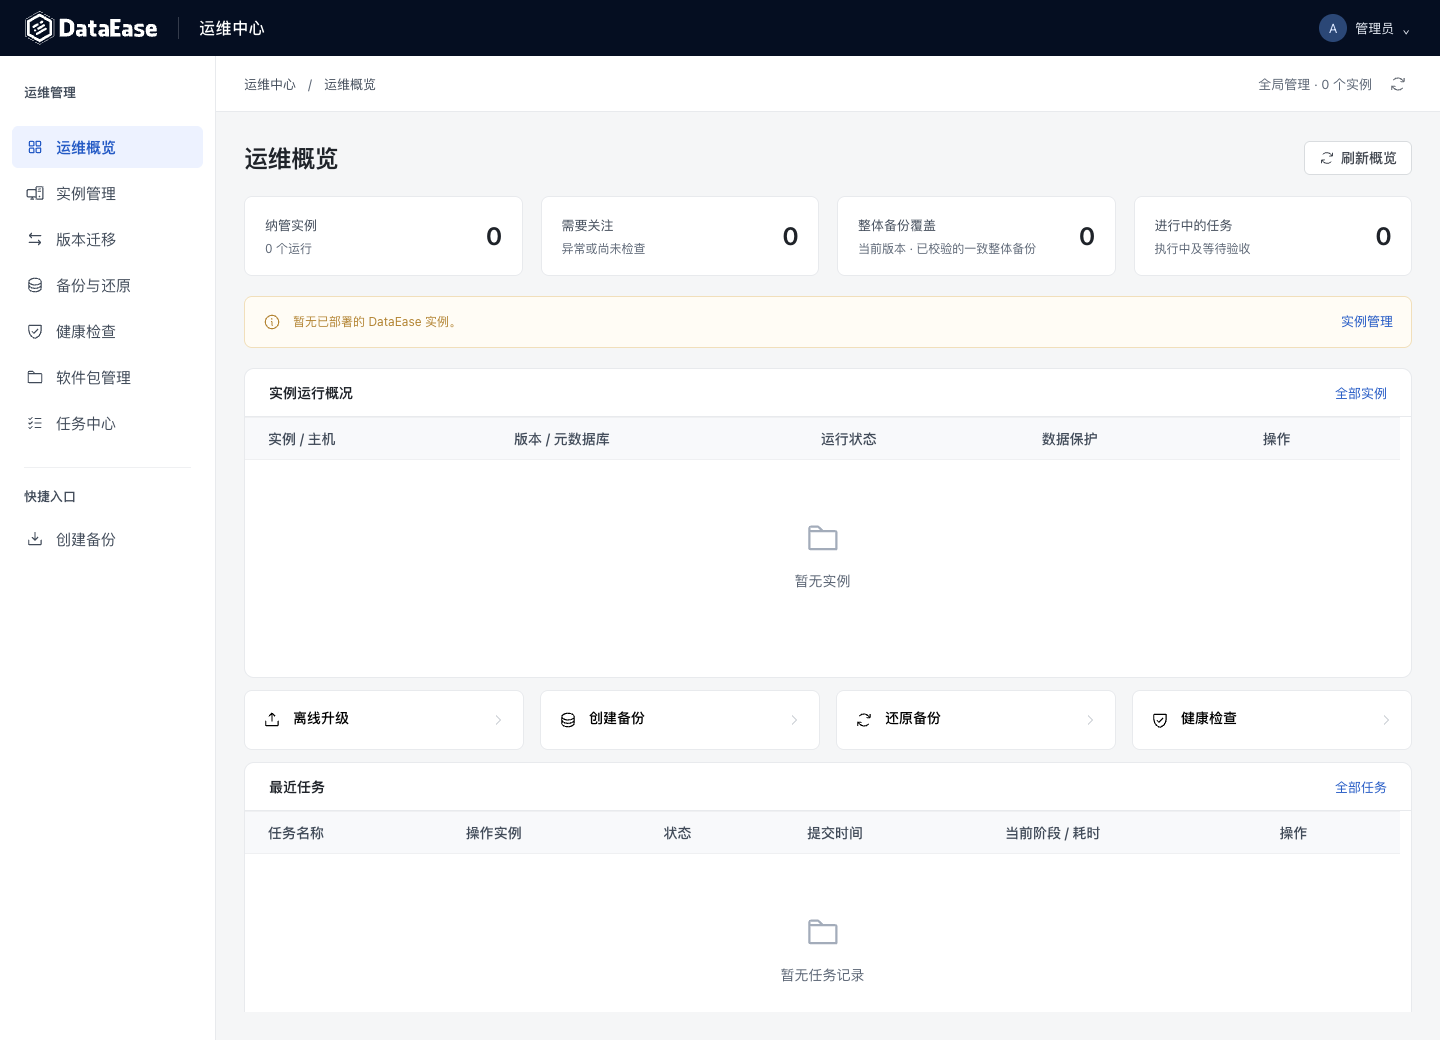 DataEase 运维中心 A 管理员
运维管理
运维概览
实例管理
版本迁移
备份与还原
健康检查
软件包管理
任务中心
快捷入口
创建备份
运维中心 / 运维概览 全局管理 · 0 个实例
运维概览 刷新概览
纳管实例
0 个运行
0
需要关注
异常或尚未检查
0
整体备份覆盖
当前版本 · 已校验的一致整体备份
0
进行中的任务
执行中及等待验收
0
暂无已部署的 DataEase 实例。 实例管理
实例运行概况 全部实例
实例 / 主机 版本 / 元数据库 运行状态 数据保护 操作
暂无实例
离线升级 创建备份 还原备份 健康检查
最近任务 全部任务
任务名称 操作实例 状态 提交时间 当前阶段 / 耗时 操作
暂无任务记录